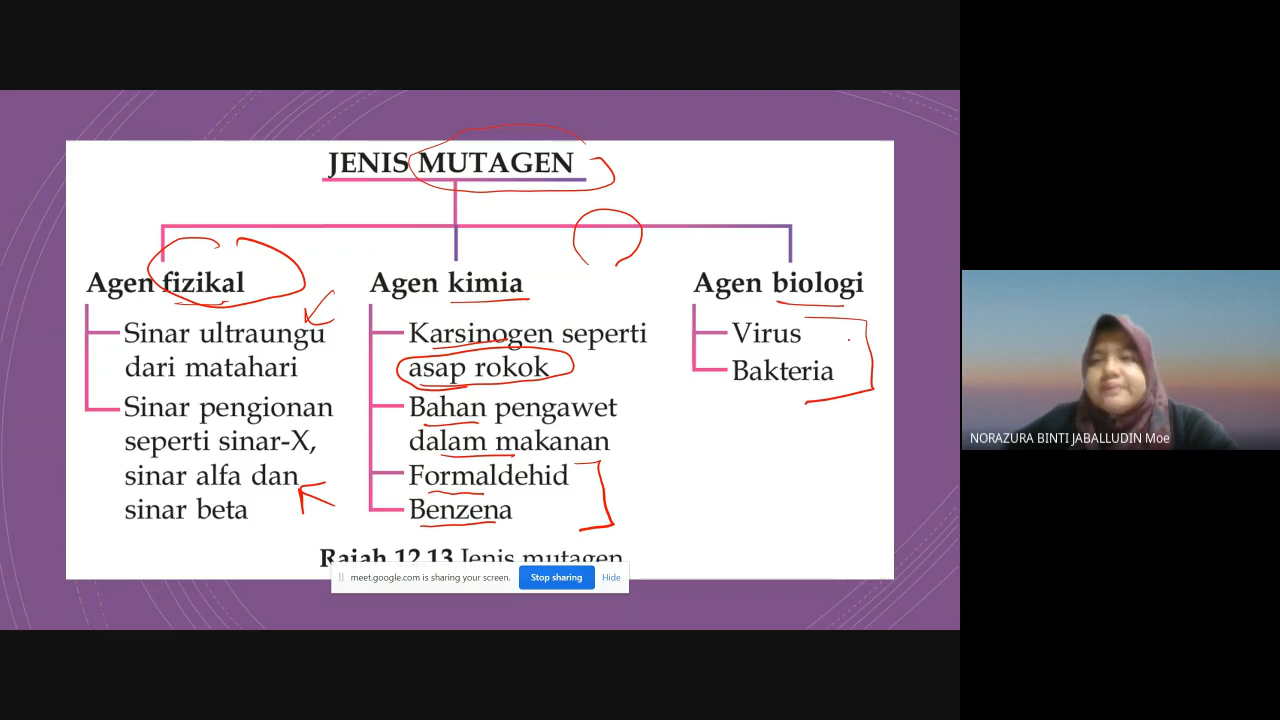 JENIS MUTAGEN
Agen fizikal
Sinar ultraungu
dari matahari
Sinar pengionan
seperti sinar-X,
sinar alfa dan
sinar beta
Agen kimia
Karsinogen seperti
asap rokok
Bahan pengawet
dalam makanan
Formaldehid
Benzena
Agen biologi
Virus
Bakteria
Rajah 12.13 Jenis mutagen
meet.google.com is sharing your screen.
Stop sharing
Hide
NORAZURA BINTI JABALLUDIN Moe